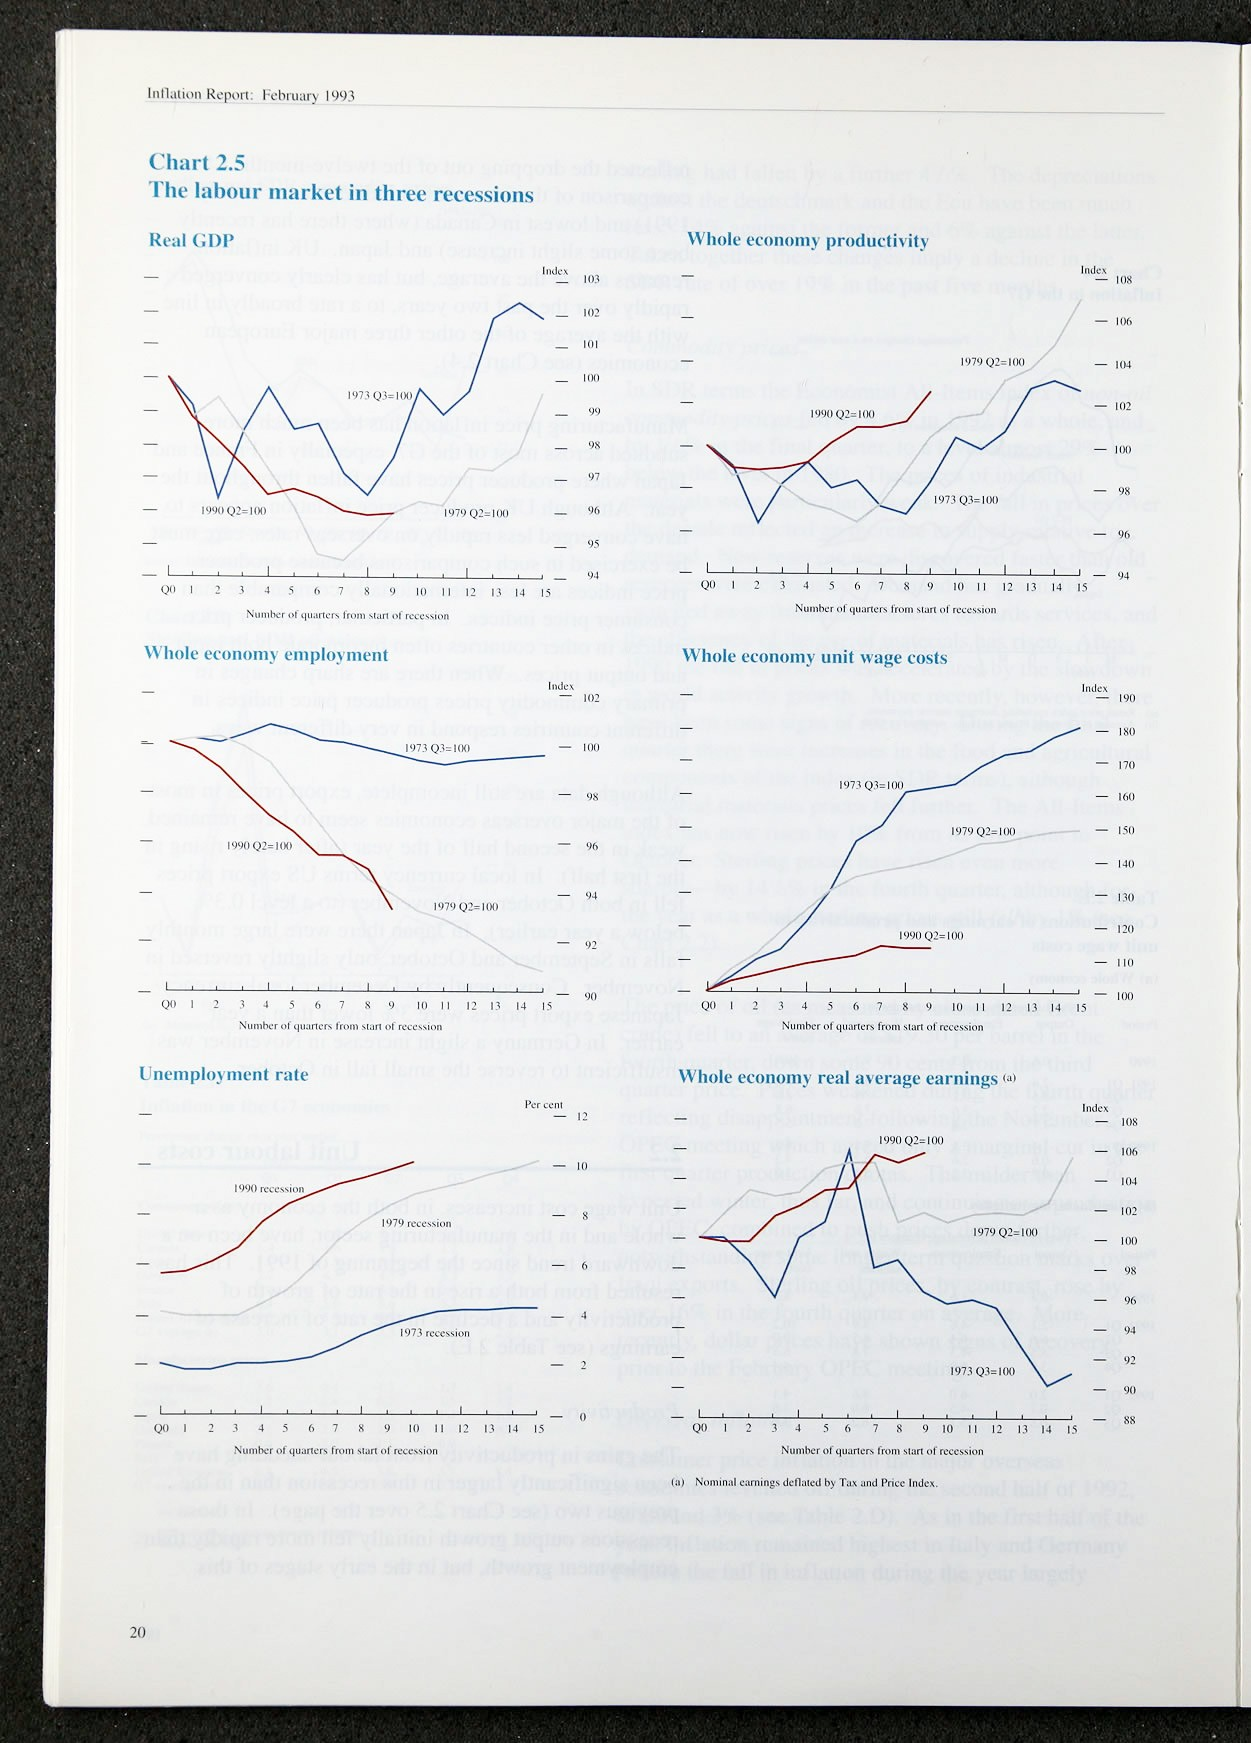 Inflation Report: February 1993
Chart 2.5
The labour market in three recessions
Real GDP
Index
103
102
101
100
99
98
97
96
95
94
1973 Q3=100
1990 Q2=100
1979 Q2=100
Q0 1 2 3 4 5 6 7 8 9 10 11 12 13 14 15
Number of quarters from start of recession
Whole economy productivity
Index
108
106
104
102
100
98
96
94
1979 Q2=100
1990 Q2=100
1973 Q3=100
Q0 1 2 3 4 5 6 7 8 9 10 11 12 13 14 15
Number of quarters from start of recession
Whole economy employment
Index
102
100
98
96
94
92
90
1973 Q3=100
1990 Q2=100
1979 Q2=100
Q0 1 2 3 4 5 6 7 8 9 10 11 12 13 14 15
Number of quarters from start of recession
Whole economy unit wage costs
Index
190
180
170
160
150
140
130
120
110
100
1973 Q3=100
1979 Q2=100
1990 Q2=100
Q0 1 2 3 4 5 6 7 8 9 10 11 12 13 14 15
Number of quarters from start of recession
Unemployment rate
Per cent
12
10
8
6
4
2
0
1990 recession
1979 recession
1973 recession
Q0 1 2 3 4 5 6 7 8 9 10 11 12 13 14 15
Number of quarters from start of recession
Whole economy real average earnings (a)
Index
108
106
104
102
100
98
96
94
92
90
88
1990 Q2=100
1979 Q2=100
1973 Q3=100
Q0 1 2 3 4 5 6 7 8 9 10 11 12 13 14 15
Number of quarters from start of recession
(a) Nominal earnings deflated by Tax and Price Index.
20